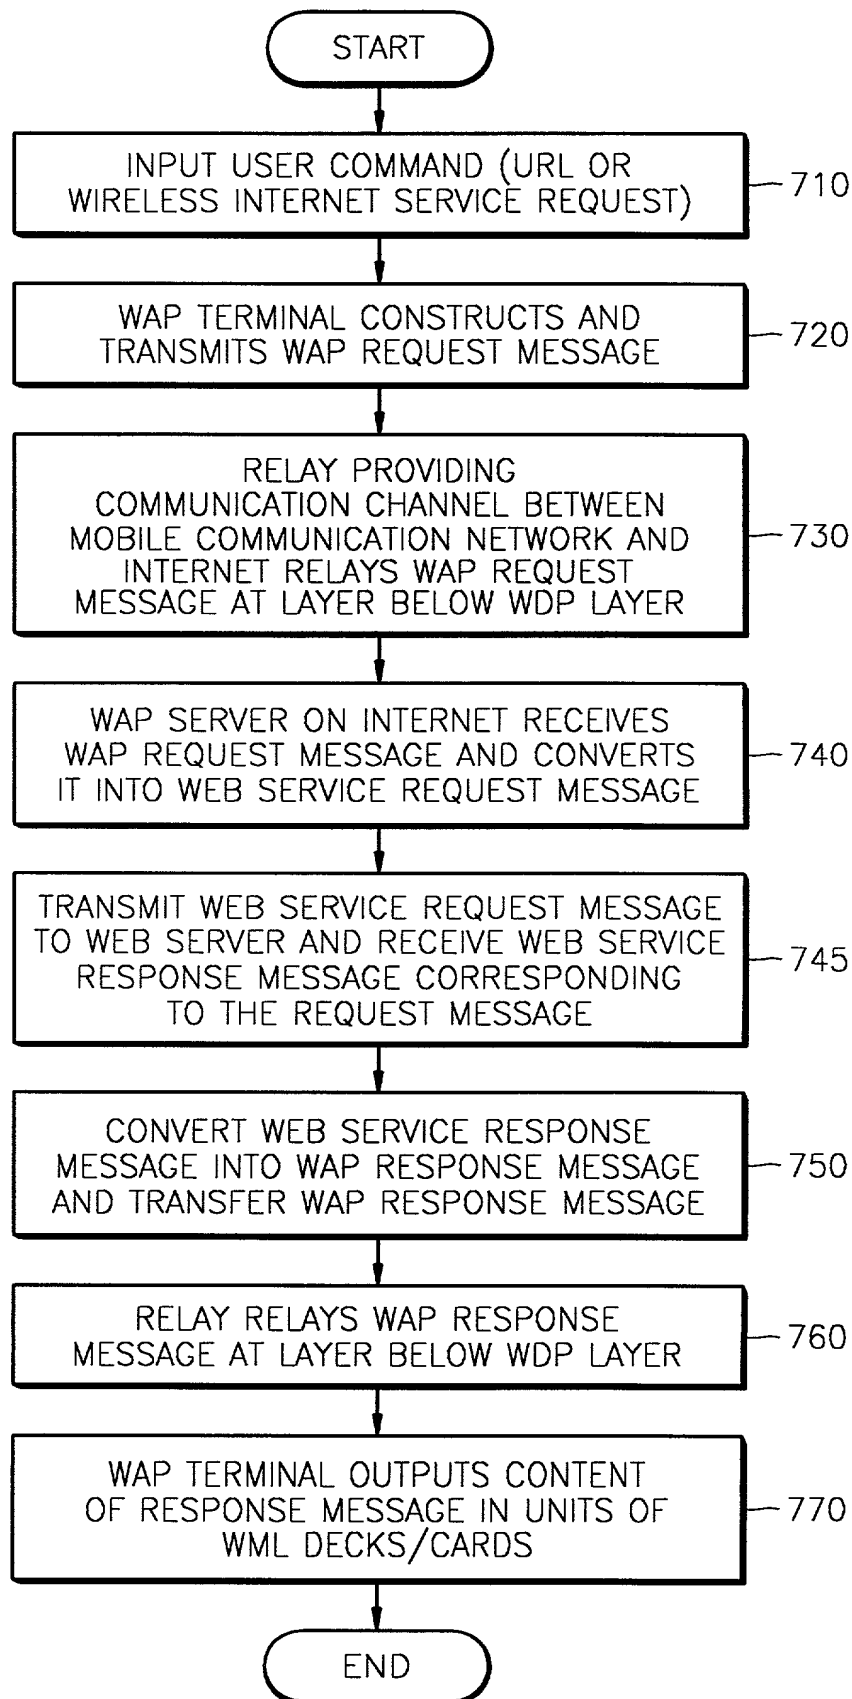 START
INPUT USER COMMAND (URL OR
WIRELESS INTERNET SERVICE REQUEST)
710
WAP TERMINAL CONSTRUCTS AND
TRANSMITS WAP REQUEST MESSAGE
720
RELAY PROVIDING
COMMUNICATION CHANNEL BETWEEN
MOBILE COMMUNICATION NETWORK AND
INTERNET RELAYS WAP REQUEST
MESSAGE AT LAYER BELOW WDP LAYER
730
WAP SERVER ON INTERNET RECEIVES
WAP REQUEST MESSAGE AND CONVERTS
IT INTO WEB SERVICE REQUEST MESSAGE
740
TRANSMIT WEB SERVICE REQUEST MESSAGE
TO WEB SERVER AND RECEIVE WEB SERVICE
RESPONSE MESSAGE CORRESPONDING
TO THE REQUEST MESSAGE
745
CONVERT WEB SERVICE RESPONSE
MESSAGE INTO WAP RESPONSE MESSAGE
AND TRANSFER WAP RESPONSE MESSAGE
750
RELAY RELAYS WAP RESPONSE
MESSAGE AT LAYER BELOW WDP LAYER
760
WAP TERMINAL OUTPUTS CONTENT
OF RESPONSE MESSAGE IN UNITS OF
WML DECKS/CARDS
770
END